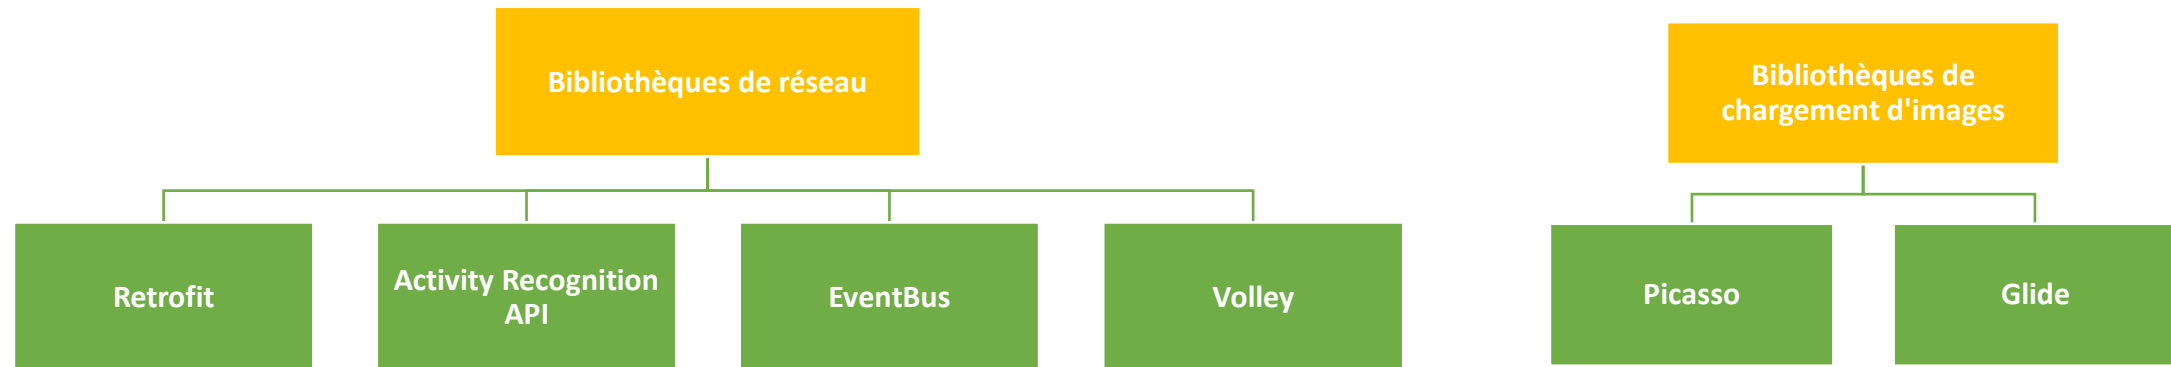 Bibliothèques de réseau
Retrofit
Activity Recognition
API
EventBus
Volley
Bibliothèques de
chargement d'images
Picasso
Glide